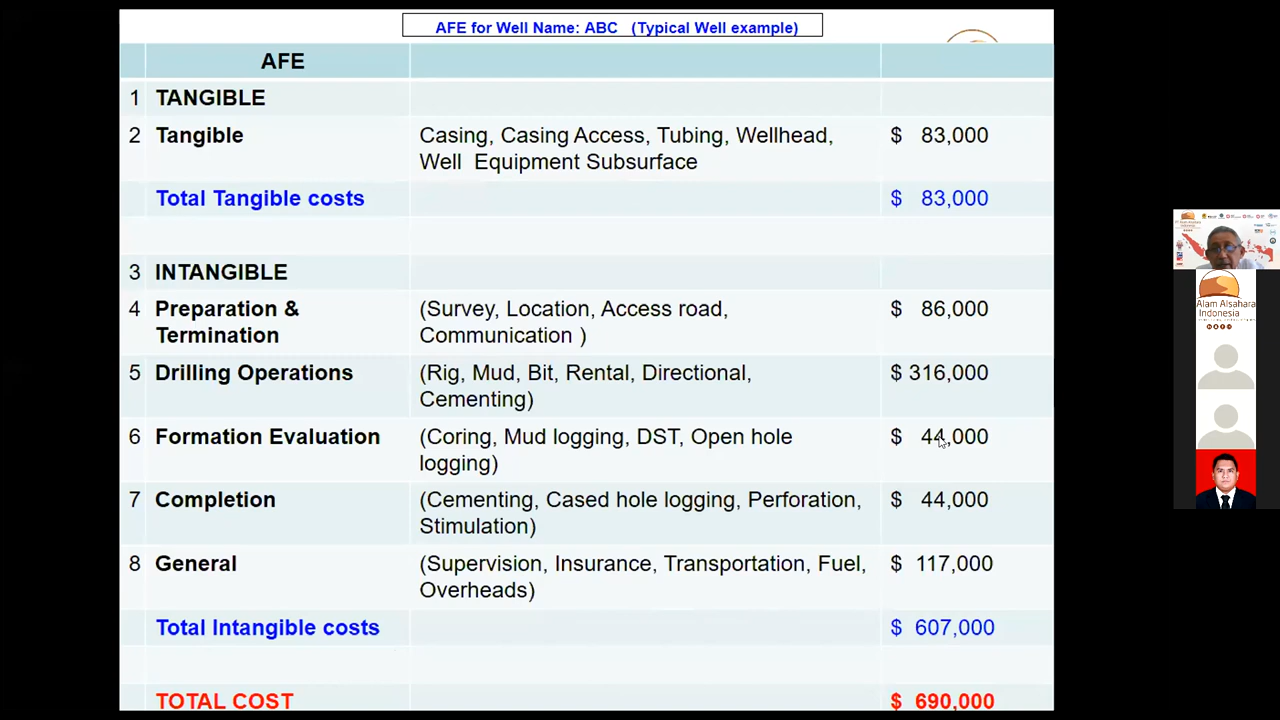 AFE for Well Name: ABC (Typical Well example)
AFE
1 TANGIBLE
2 Tangible Casing, Casing Access, Tubing, Wellhead, $ 83,000
Well Equipment Subsurface
Total Tangible costs $ 83,000
3 INTANGIBLE
4 Preparation & (Survey, Location, Access road, $ 86,000
Termination Communication )
5 Drilling Operations (Rig, Mud, Bit, Rental, Directional, $ 316,000
Cementing)
6 Formation Evaluation (Coring, Mud logging, DST, Open hole $ 44,000
logging)
7 Completion (Cementing, Cased hole logging, Perforation, $ 44,000
Stimulation)
8 General (Supervision, Insurance, Transportation, Fuel, $ 117,000
Overheads)
Total Intangible costs $ 607,000
TOTAL COST $ 690,000
Alam Alsahara
Indonesia